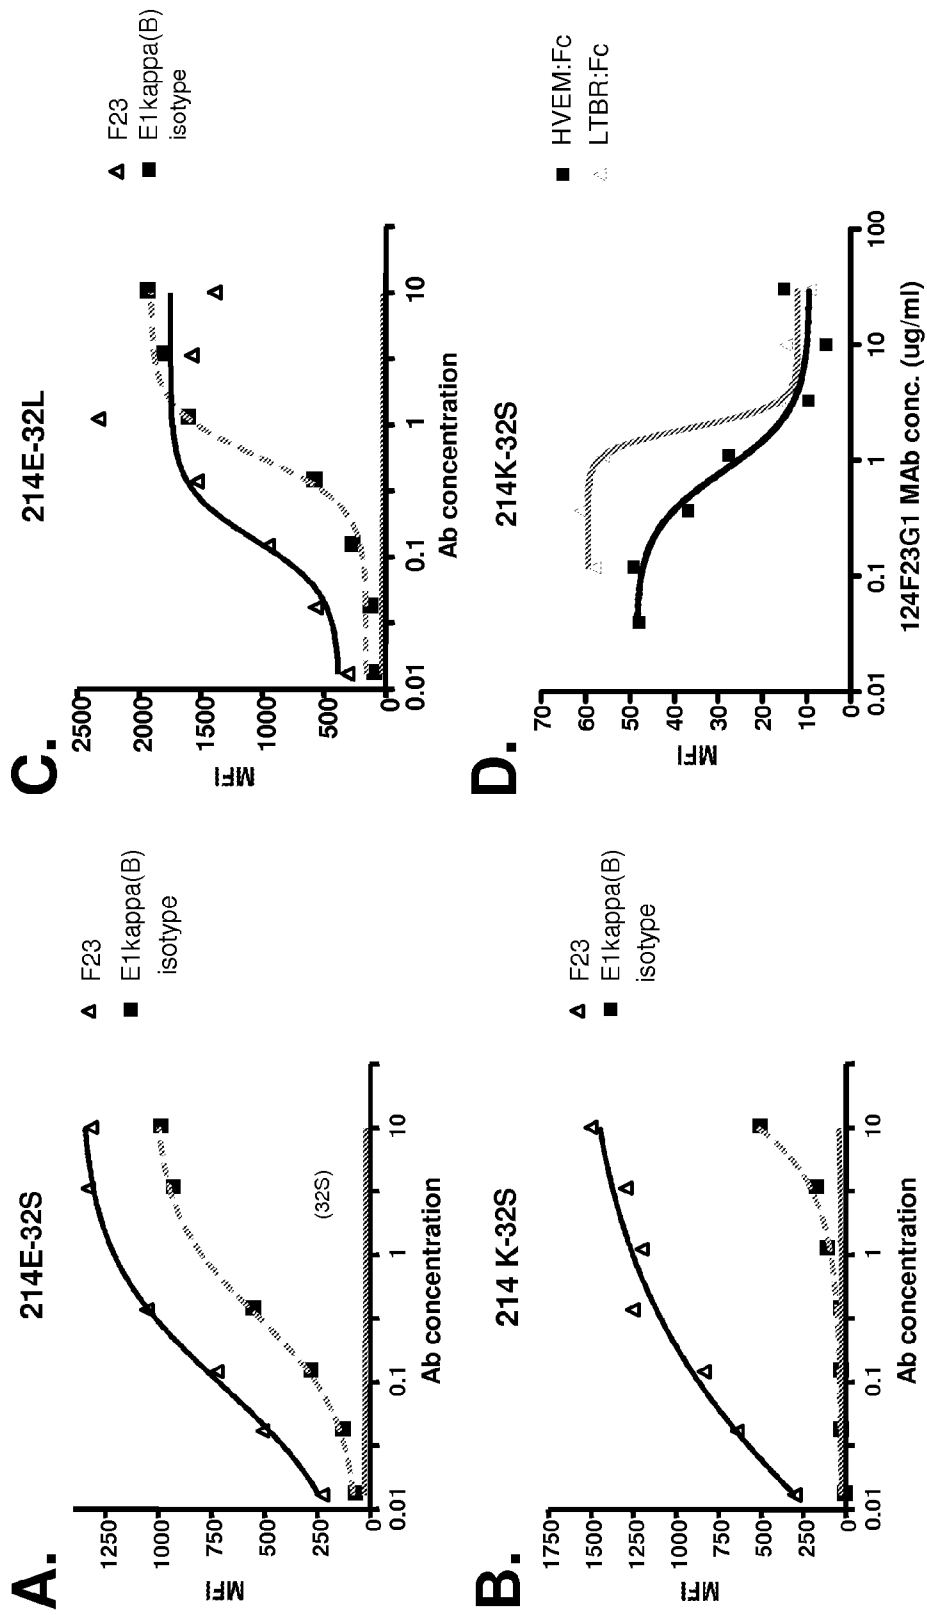 A.
214E-32S
MFI
1250
1000
750
500
250
0
0.01
0.1
1
10
Ab concentration
(32S)
F23
E1kappa(B)
isotype
B.
214 K-32S
MFI
1750
1500
1250
1000
750
500
250
0
0.01
0.1
1
10
Ab concentration
F23
E1kappa(B)
isotype
C.
214E-32L
MFI
2500
2000
1500
1000
500
0
0.01
0.1
1
10
Ab concentration
F23
E1kappa(B)
isotype
D.
214K-32S
MFI
70
60
50
40
30
20
10
0
0.01
0.1
1
10
100
124F23G1 MAb conc. (ug/ml)
HVEM:Fc
LTBR:Fc